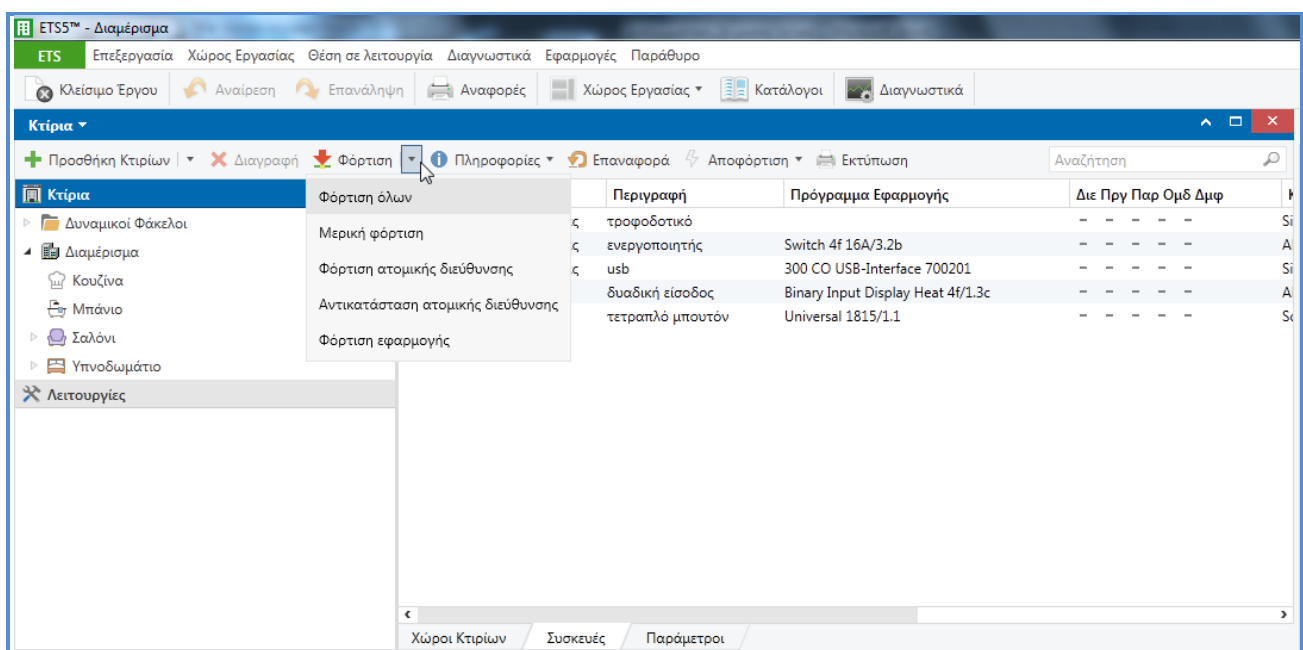 ETS5™ - Διαμέρισμα
ETS Επεξεργασία Χώρος Εργασίας Θέση σε λειτουργία Διαγνωστικά Εφαρμογές Παράθυρο
Κλείσιμο Έργου Αναίρεση Επανάληψη Αναφορές Χώρος Εργασίας Κατάλογοι Διαγνωστικά
Κτίρια
Προσθήκη Κτιρίων Διαγραφή Φόρτιση Πληροφορίες Επαναφορά Αποφόρτιση Εκτύπωση Αναζήτηση
Κτίρια
Δυναμικοί Φάκελοι
Διαμέρισμα
Κουζίνα
Μπάνιο
Σαλόνι
Υπνοδωμάτιο
Λειτουργίες
Φόρτιση όλων
Μερική φόρτιση
Φόρτιση ατομικής διεύθυνσης
Αντικατάσταση ατομικής διεύθυνσης
Φόρτιση εφαρμογής
Περιγραφή Πρόγραμμα Εφαρμογής Διε Πργ Παρ Ομδ Δμφ
τροφοδοτικό – – – – – Si
ενεργοποιητής Switch 4f 16A/3.2b – – – – –
usb 300 CO USB-Interface 700201 – – – – – Si
δυαδική είσοδος Binary Input Display Heat 4f/1.3c – – – – –
τετραπλό μπουτόν Universal 1815/1.1 – – – – –
Χώροι Κτιρίων Συσκευές Παράμετροι